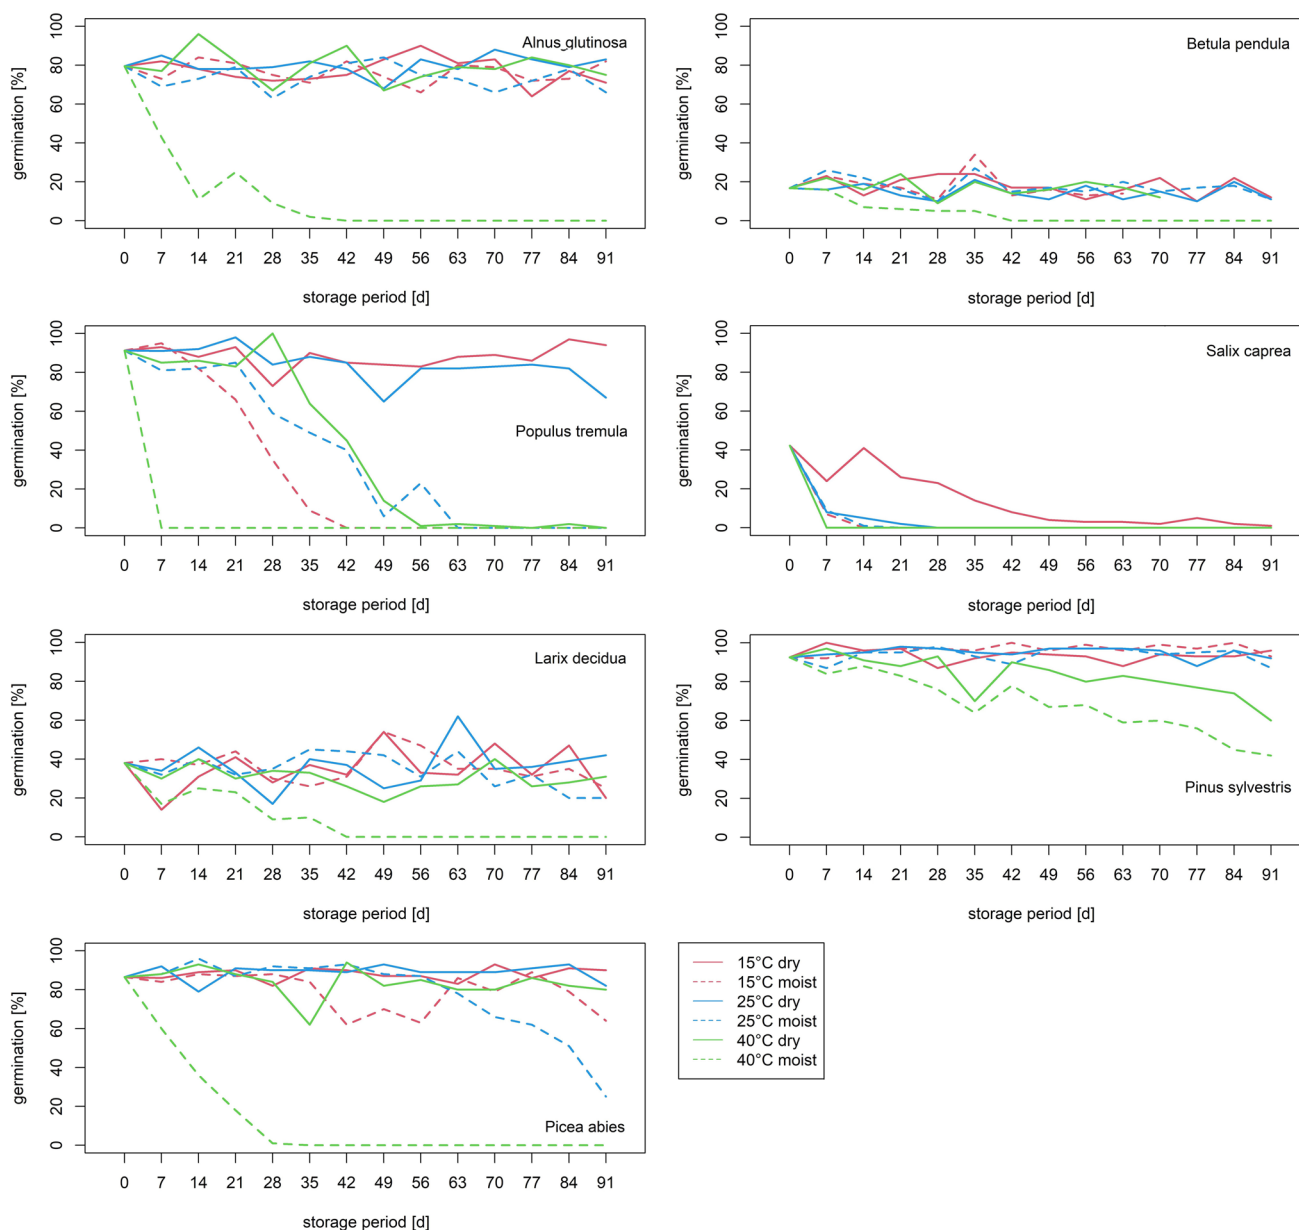 Alnus glutinosa
germination [%]
0 20 40 60 80 100
0 7 14 21 28 35 42 49 56 63 70 77 84 91
storage period [d]
Betula pendula
germination [%]
0 20 40 60 80 100
0 7 14 21 28 35 42 49 56 63 70 77 84 91
storage period [d]
Populus tremula
germination [%]
0 20 40 60 80 100
0 7 14 21 28 35 42 49 56 63 70 77 84 91
storage period [d]
Salix caprea
germination [%]
0 20 40 60 80 100
0 7 14 21 28 35 42 49 56 63 70 77 84 91
storage period [d]
Larix decidua
germination [%]
0 20 40 60 80 100
0 7 14 21 28 35 42 49 56 63 70 77 84 91
storage period [d]
Pinus sylvestris
germination [%]
0 20 40 60 80 100
0 7 14 21 28 35 42 49 56 63 70 77 84 91
storage period [d]
Picea abies
germination [%]
0 20 40 60 80 100
0 7 14 21 28 35 42 49 56 63 70 77 84 91
storage period [d]
15°C dry
15°C moist
25°C dry
25°C moist
40°C dry
40°C moist